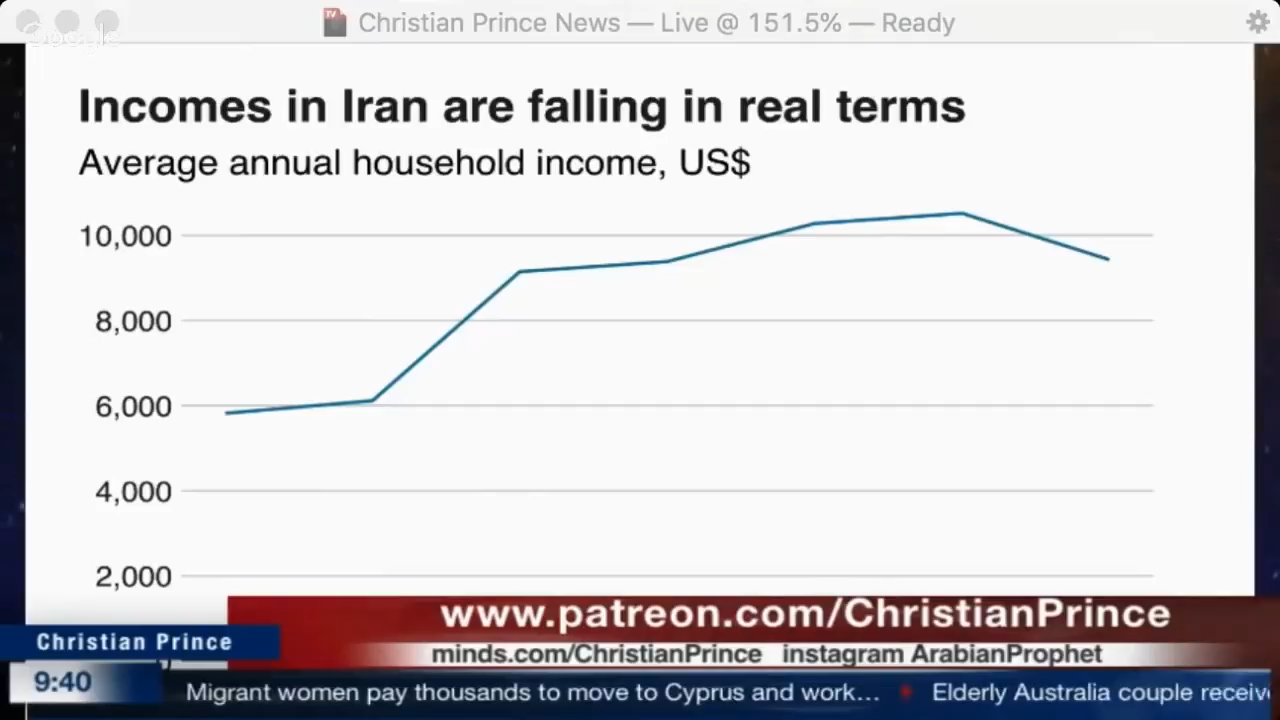 Christian Prince News — Live @ 151.5% — Ready
Google
TV
Incomes in Iran are falling in real terms
Average annual household income, US$
10,000
8,000
6,000
4,000
2,000
www.patreon.com/ChristianPrince
Christian Prince
minds.com/ChristianPrince instagram ArabianProphet
9:40
Migrant women pay thousands to move to Cyprus and work... Elderly Australia couple receiv